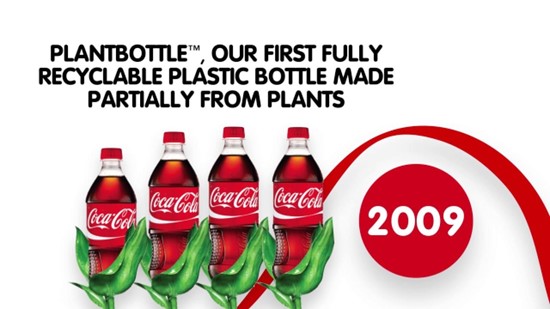 PLANTBOTTLE™, OUR FIRST FULLY
RECYCLABLE PLASTIC BOTTLE MADE
PARTIALLY FROM PLANTS
Coca-Cola
Coca-Cola
Coca-Cola
Coca-Cola
2009